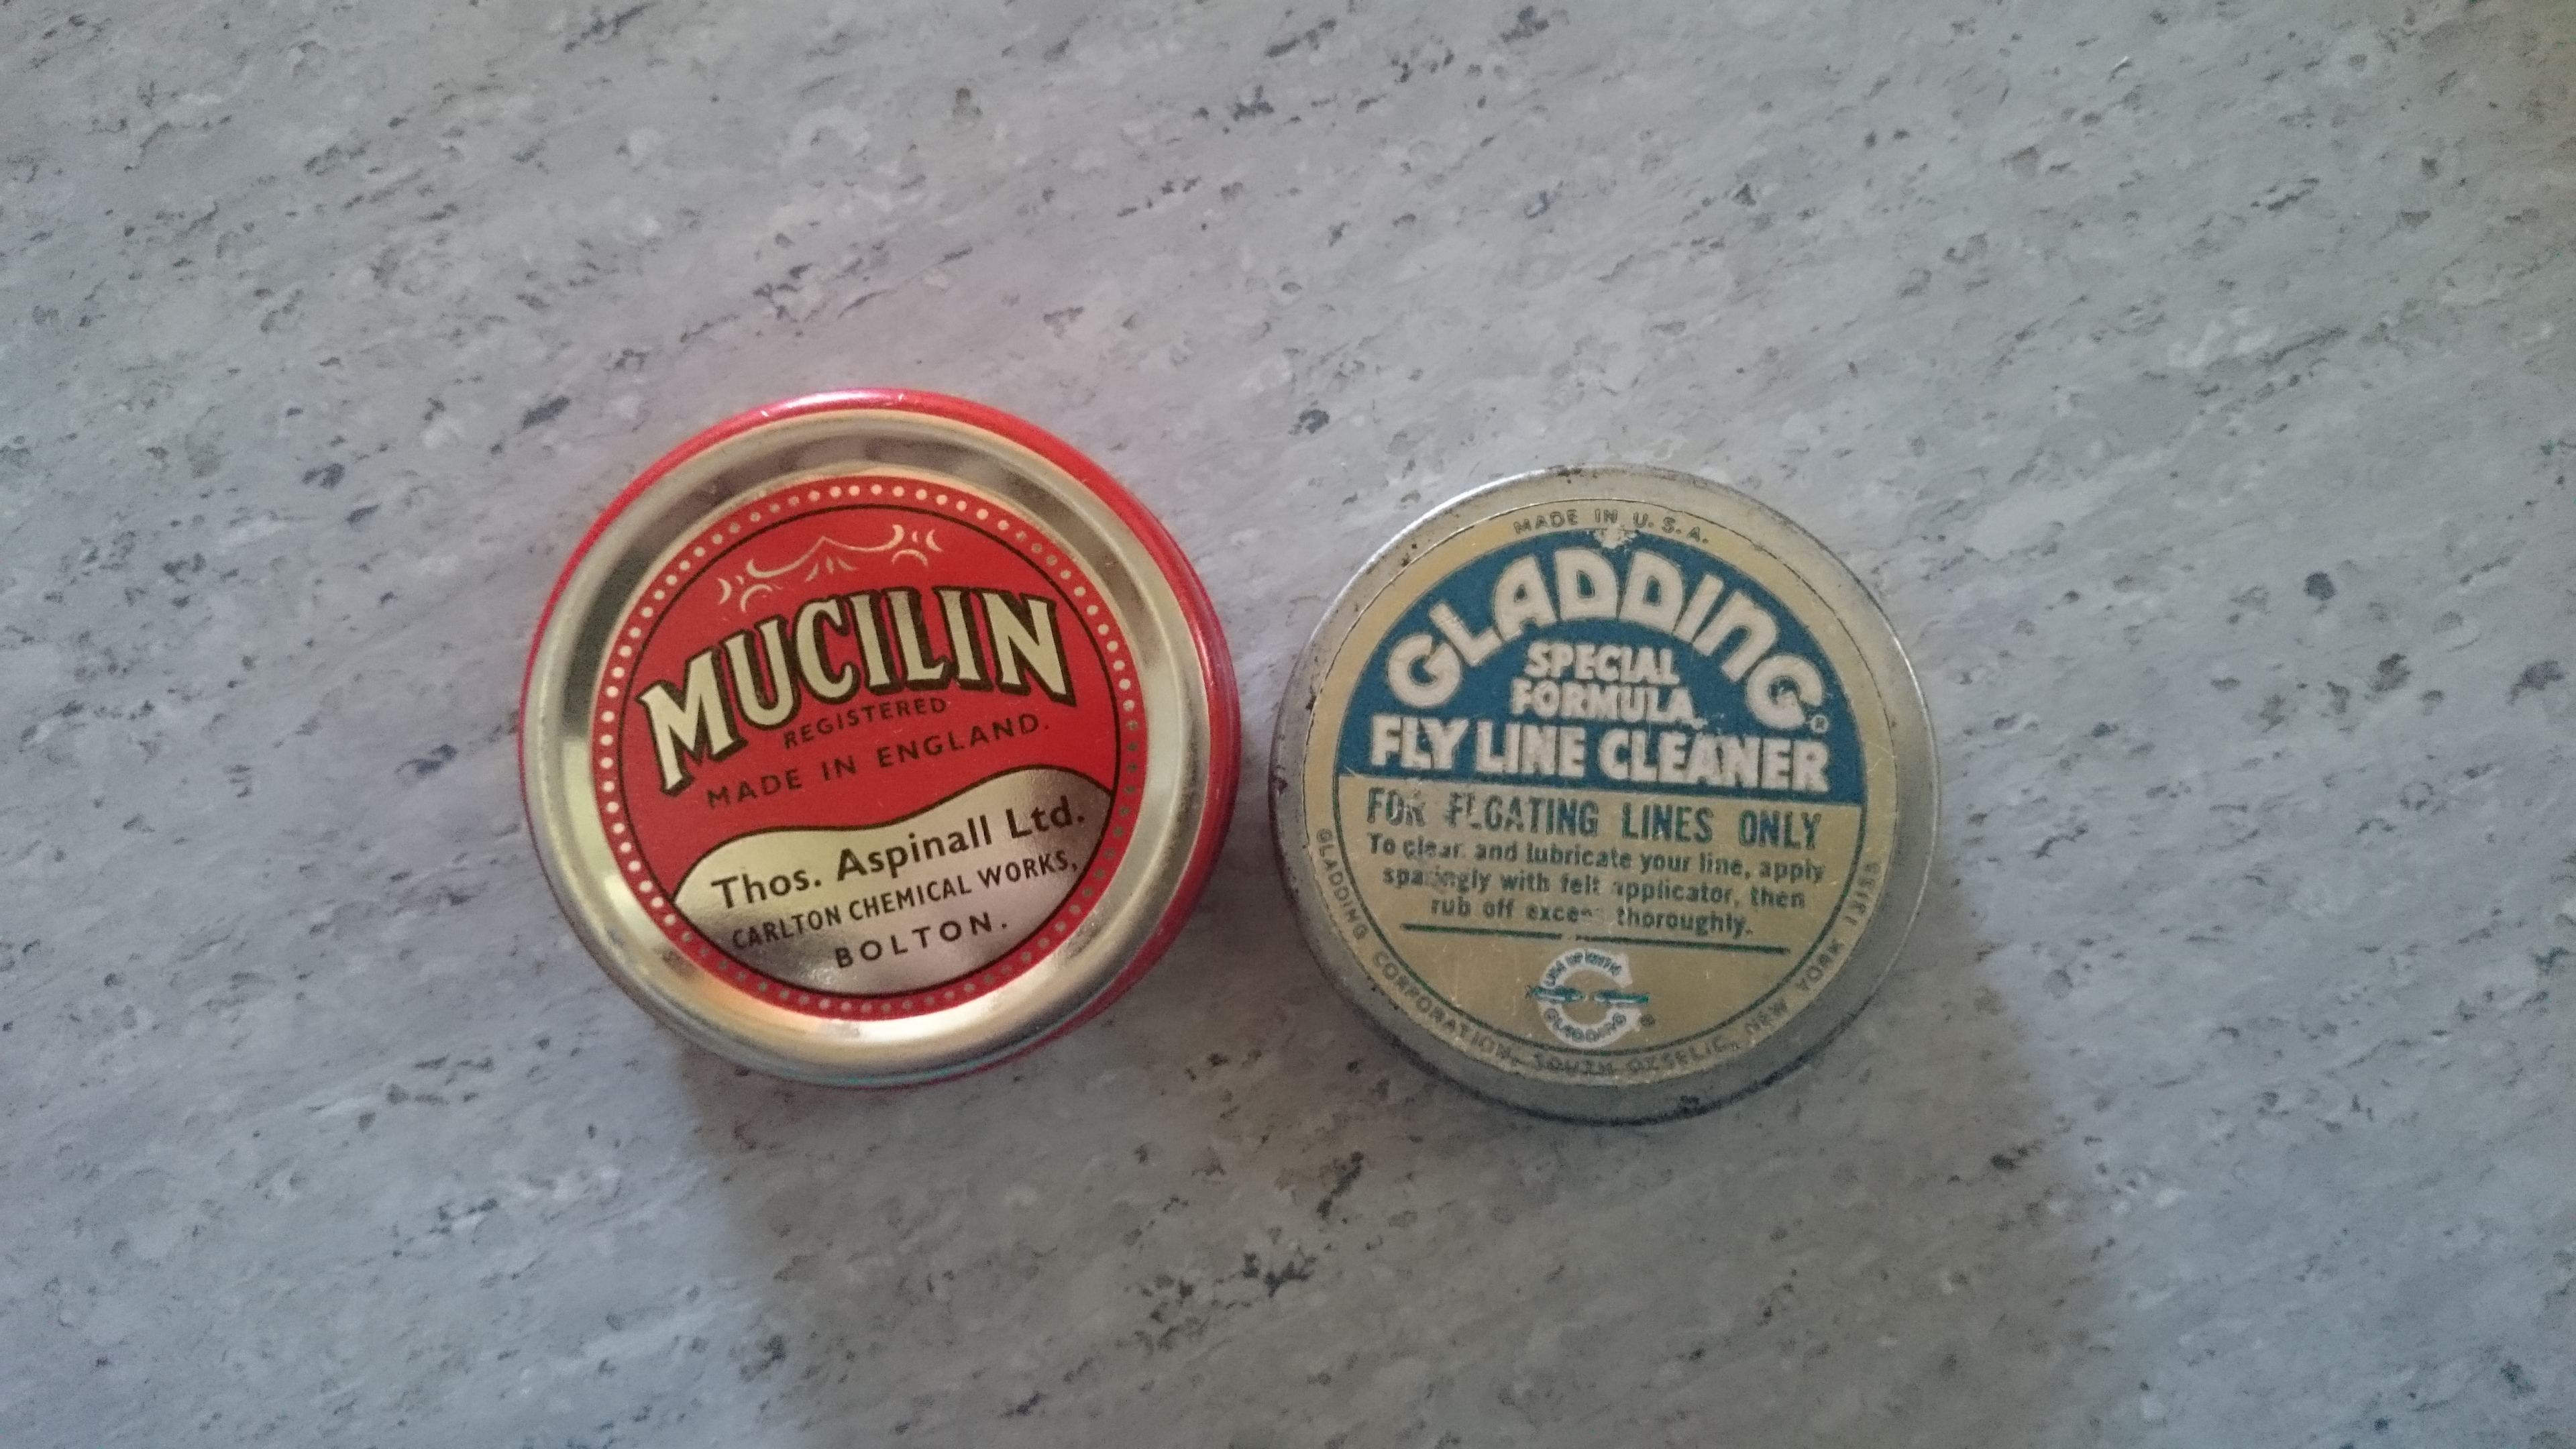 MUCILIN
REGISTERED
MADE IN ENGLAND.
Thos. Aspinall Ltd.
CARLTON CHEMICAL WORKS,
BOLTON.
MADE IN U.S.A.
GLADDING®
SPECIAL
FORMULA
FLY LINE CLEANER
FOR FLOATING LINES ONLY
To clean and lubricate your line, apply
sparingly with felt applicator, then
rub off excess thoroughly.
GLADDING
GLADDING CORPORATION, SOUTH OTSELIC, NEW YORK